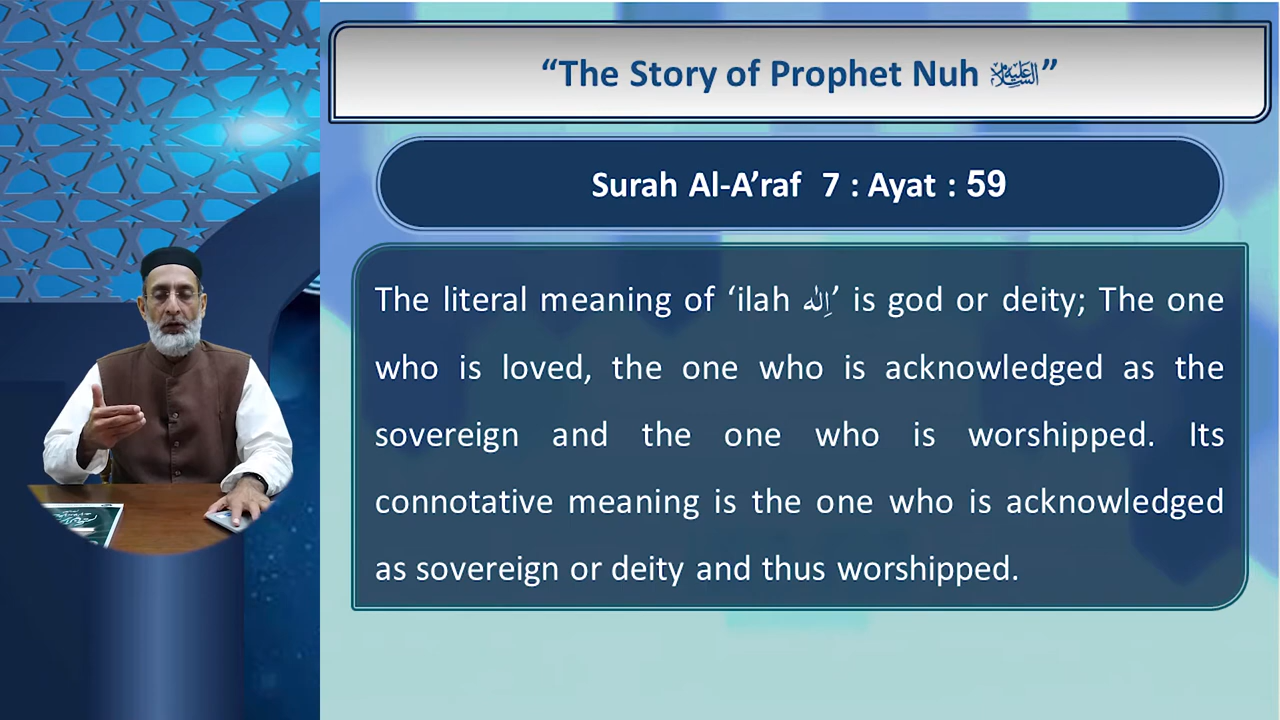 “The Story of Prophet Nuh عليه السلام”
Surah Al-A’raf 7 : Ayat : 59
The literal meaning of ‘ilah اِلٰه’ is god or deity; The one
who is loved, the one who is acknowledged as the
sovereign and the one who is worshipped. Its
connotative meaning is the one who is acknowledged
as sovereign or deity and thus worshipped.